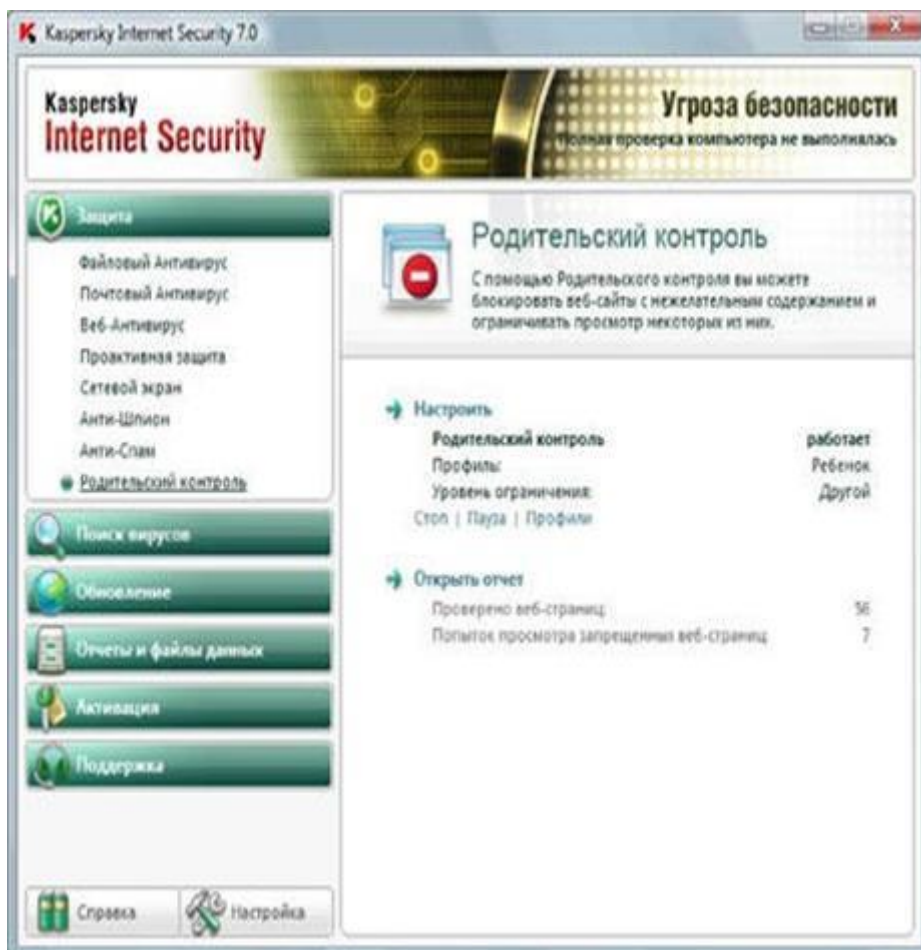 Kaspersky Internet Security 7.0
Kaspersky
Internet Security
Угроза безопасности
Полная проверка компьютера не выполнялась
Защита
Файловый Антивирус
Почтовый Антивирус
Веб-Антивирус
Проактивная защита
Сетевой экран
Анти-Шпион
Анти-Спам
Родительский контроль
Поиск вирусов
Обновление
Отчеты и файлы данных
Активация
Поддержка
Справка
Настройка
Родительский контроль
С помощью Родительского контроля вы можете
блокировать веб-сайты с нежелательным содержанием и
ограничивать просмотр некоторых из них.
Настроить
Родительский контроль работает
Профиль: Ребенок
Уровень ограничения: Другой
Стоп | Пауза | Профили
Открыть отчет
Проверено веб-страниц: 56
Попыток просмотра запрещенных веб-страниц: 7